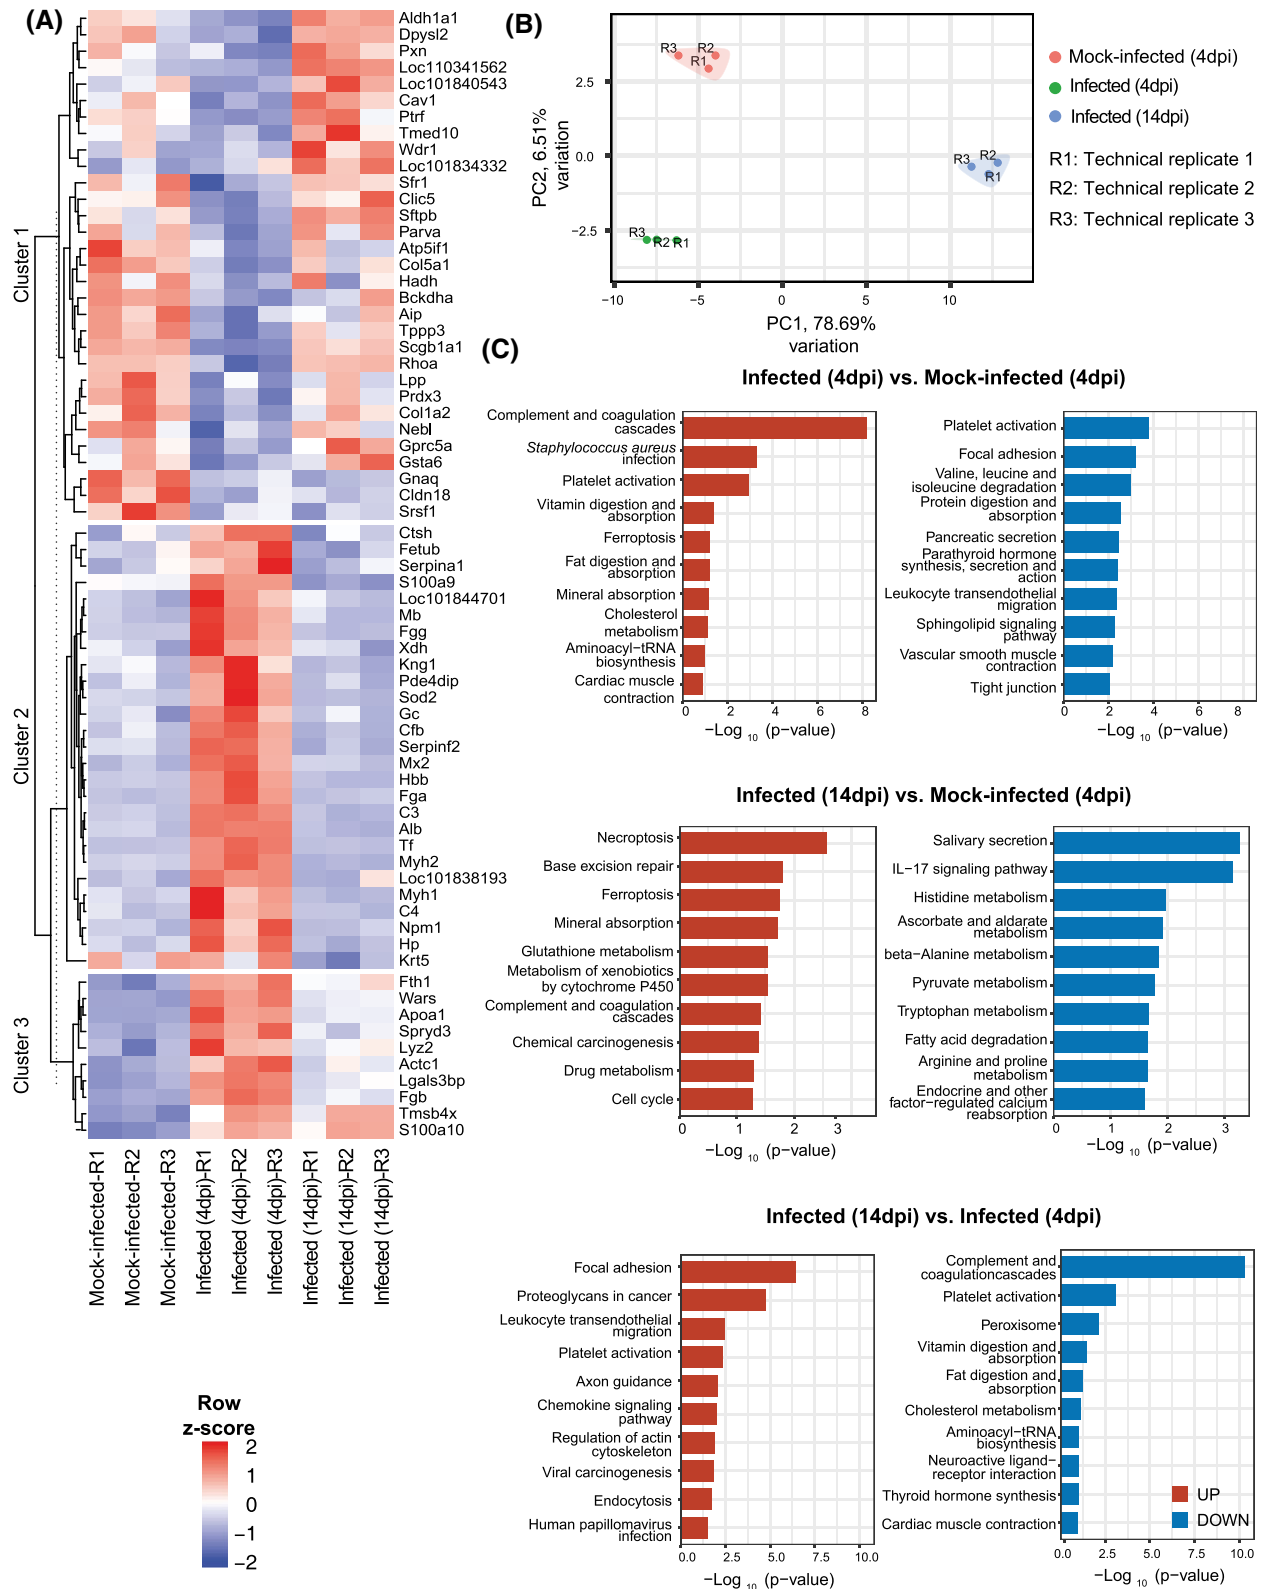 (A)
Aldh1a1
Dpysl2
Pxn
Loc110341562
Loc101840543
Cav1
Ptrf
Tmed10
Wdr1
Loc101834332
Sfr1
Clic5
Sftpb
Parva
Atp5if1
Col5a1
Hadh
Bckdha
Aip
Tppp3
Scgb1a1
Rhoa
Lpp
Prdx3
Col1a2
Nebl
Gprc5a
Gsta6
Gnaq
Cldn18
Srsf1
Cluster 1
Ctsh
Fetub
Serpina1
S100a9
Loc101844701
Mb
Fgg
Xdh
Kng1
Pde4dip
Sod2
Gc
Cfb
Serpinf2
Mx2
Hbb
Fga
C3
Alb
Tf
Myh2
Loc101838193
Myh1
C4
Npm1
Hp
Krt5
Cluster 2
Fth1
Wars
Apoa1
Spryd3
Lyz2
Actc1
Lgals3bp
Fgb
Tmsb4x
S100a10
Cluster 3
Mock-infected-R1
Mock-infected-R2
Mock-infected-R3
Infected (4dpi)-R1
Infected (4dpi)-R2
Infected (4dpi)-R3
Infected (14dpi)-R1
Infected (14dpi)-R2
Infected (14dpi)-R3
Row
z-score
2
1
0
−1
−2
(B)
PC2, 6.51%
variation
2.5
0.0
−2.5
R3
R2
R1
R3
R2
R1
R3
R2
R1
−10
−5
0
5
10
PC1, 78.69%
variation
Mock-infected (4dpi)
Infected (4dpi)
Infected (14dpi)
R1: Technical replicate 1
R2: Technical replicate 2
R3: Technical replicate 3
(C)
Infected (4dpi) vs. Mock-infected (4dpi)
Complement and coagulation
cascades
Staphylococcus aureus
infection
Platelet activation
Vitamin digestion and
absorption
Ferroptosis
Fat digestion and
absorption
Mineral absorption
Cholesterol
metabolism
Aminoacyl−tRNA
biosynthesis
Cardiac muscle
contraction
0 2 4 6 8
−Log 10 (p−value)
Platelet activation
Focal adhesion
Valine, leucine and
isoleucine degradation
Protein digestion and
absorption
Pancreatic secretion
Parathyroid hormone
synthesis, secretion and
action
Leukocyte transendothelial
migration
Sphingolipid signaling
pathway
Vascular smooth muscle
contraction
Tight junction
0 2 4 6 8
−Log 10 (p−value)
Infected (14dpi) vs. Mock-infected (4dpi)
Necroptosis
Base excision repair
Ferroptosis
Mineral absorption
Glutathione metabolism
Metabolism of xenobiotics
by cytochrome P450
Complement and coagulation
cascades
Chemical carcinogenesis
Drug metabolism
Cell cycle
0 1 2 3
−Log 10 (p−value)
Salivary secretion
IL−17 signaling pathway
Histidine metabolism
Ascorbate and aldarate
metabolism
beta−Alanine metabolism
Pyruvate metabolism
Tryptophan metabolism
Fatty acid degradation
Arginine and proline
metabolism
Endocrine and other
factor−regulated calcium
reabsorption
0 1 2 3
−Log 10 (p−value)
Infected (14dpi) vs. Infected (4dpi)
Focal adhesion
Proteoglycans in cancer
Leukocyte transendothelial
migration
Platelet activation
Axon guidance
Chemokine signaling
pathway
Regulation of actin
cytoskeleton
Viral carcinogenesis
Endocytosis
Human papillomavirus
infection
0.0 2.5 5.0 7.5 10.0
−Log 10 (p−value)
Complement and
coagulationcascades
Platelet activation
Peroxisome
Vitamin digestion and
absorption
Fat digestion and
absorption
Cholesterol metabolism
Aminoacyl−tRNA
biosynthesis
Neuroactive ligand−
receptor interaction
Thyroid hormone synthesis
Cardiac muscle contraction
UP
DOWN
0.0 2.5 5.0 7.5 10.0
−Log 10 (p−value)